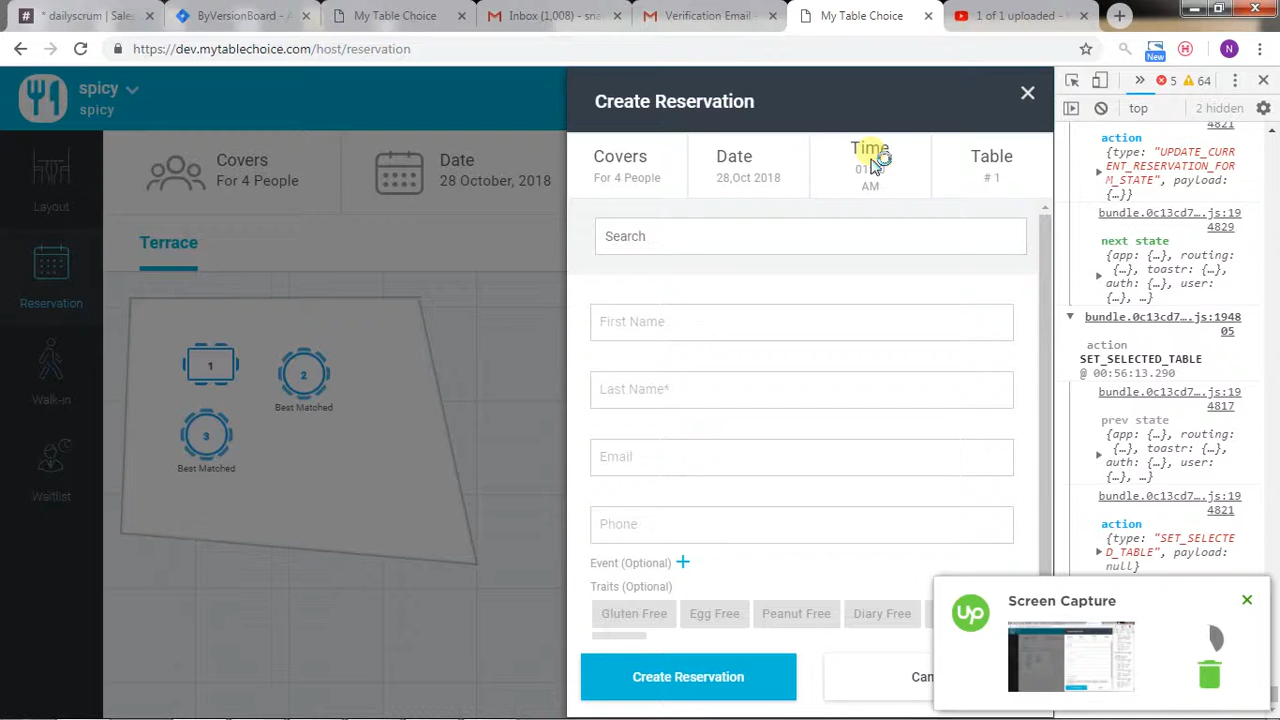 * dailyscrum | Sales
ByVersionBoard - A
My Table Choice
Inbox (1,008) - sna
Verification Email -
My Table Choice
1 of 1 uploaded - 
https://dev.mytablechoice.com/host/reservation
New
N
spicy
spicy
Layout
Reservation
Walk-in
Waitlist
Covers
For 4 People
Date
28 October, 2018
Terrace
1
2
Best Matched
3
Best Matched
Create Reservation
Covers
For 4 People
Date
28,Oct 2018
Time
AM
Table
# 1
Search
First Name
Last Name*
Email
Phone
Event (Optional) +
Traits (Optional)
Gluten Free
Egg Free
Peanut Free
Diary Free
Create Reservation
5
64
top
2 hidden
4821
action
{type: "UPDATE_CURR
ENT_RESERVATION_FOR
M_STATE", payload:
{…}}
bundle.0c13cd7….js:19
4829
next state
{app: {…}, routing:
{…}, toastr: {…},
auth: {…}, user:
{…}, …}
bundle.0c13cd7….js:1948
05
action
SET_SELECTED_TABLE
@ 00:56:13.290
bundle.0c13cd7….js:19
4817
prev state
{app: {…}, routing:
{…}, toastr: {…},
auth: {…}, user:
{…}, …}
bundle.0c13cd7….js:19
4821
action
{type: "SET_SELECTE
D_TABLE", payload:
null}
Up
Screen Capture